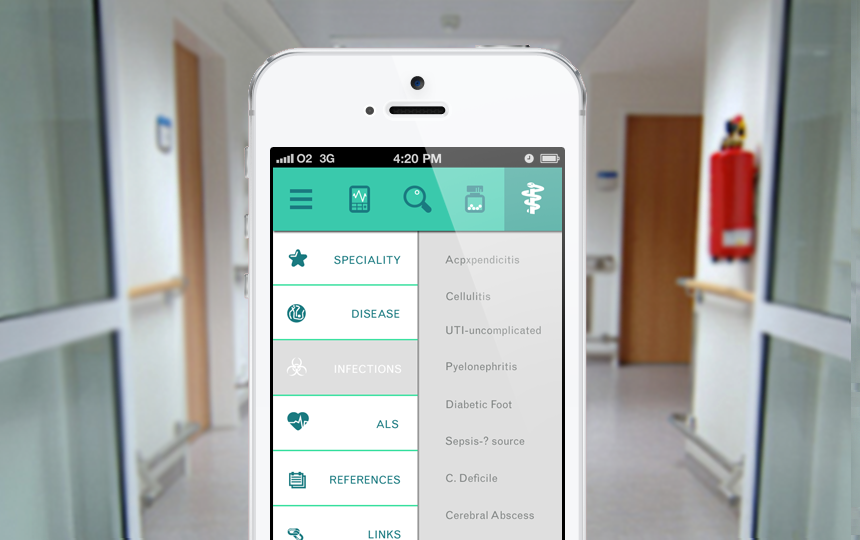 O2 3G 4:20 PM
SPECIALITY
DISEASE
INFECTIONS
ALS
REFERENCES
LINKS
Acpxpendicitis
Cellulitis
UTI-uncomplicated
Pyelonephritis
Diabetic Foot
Sepsis-? source
C. Deficile
Cerebral Abscess